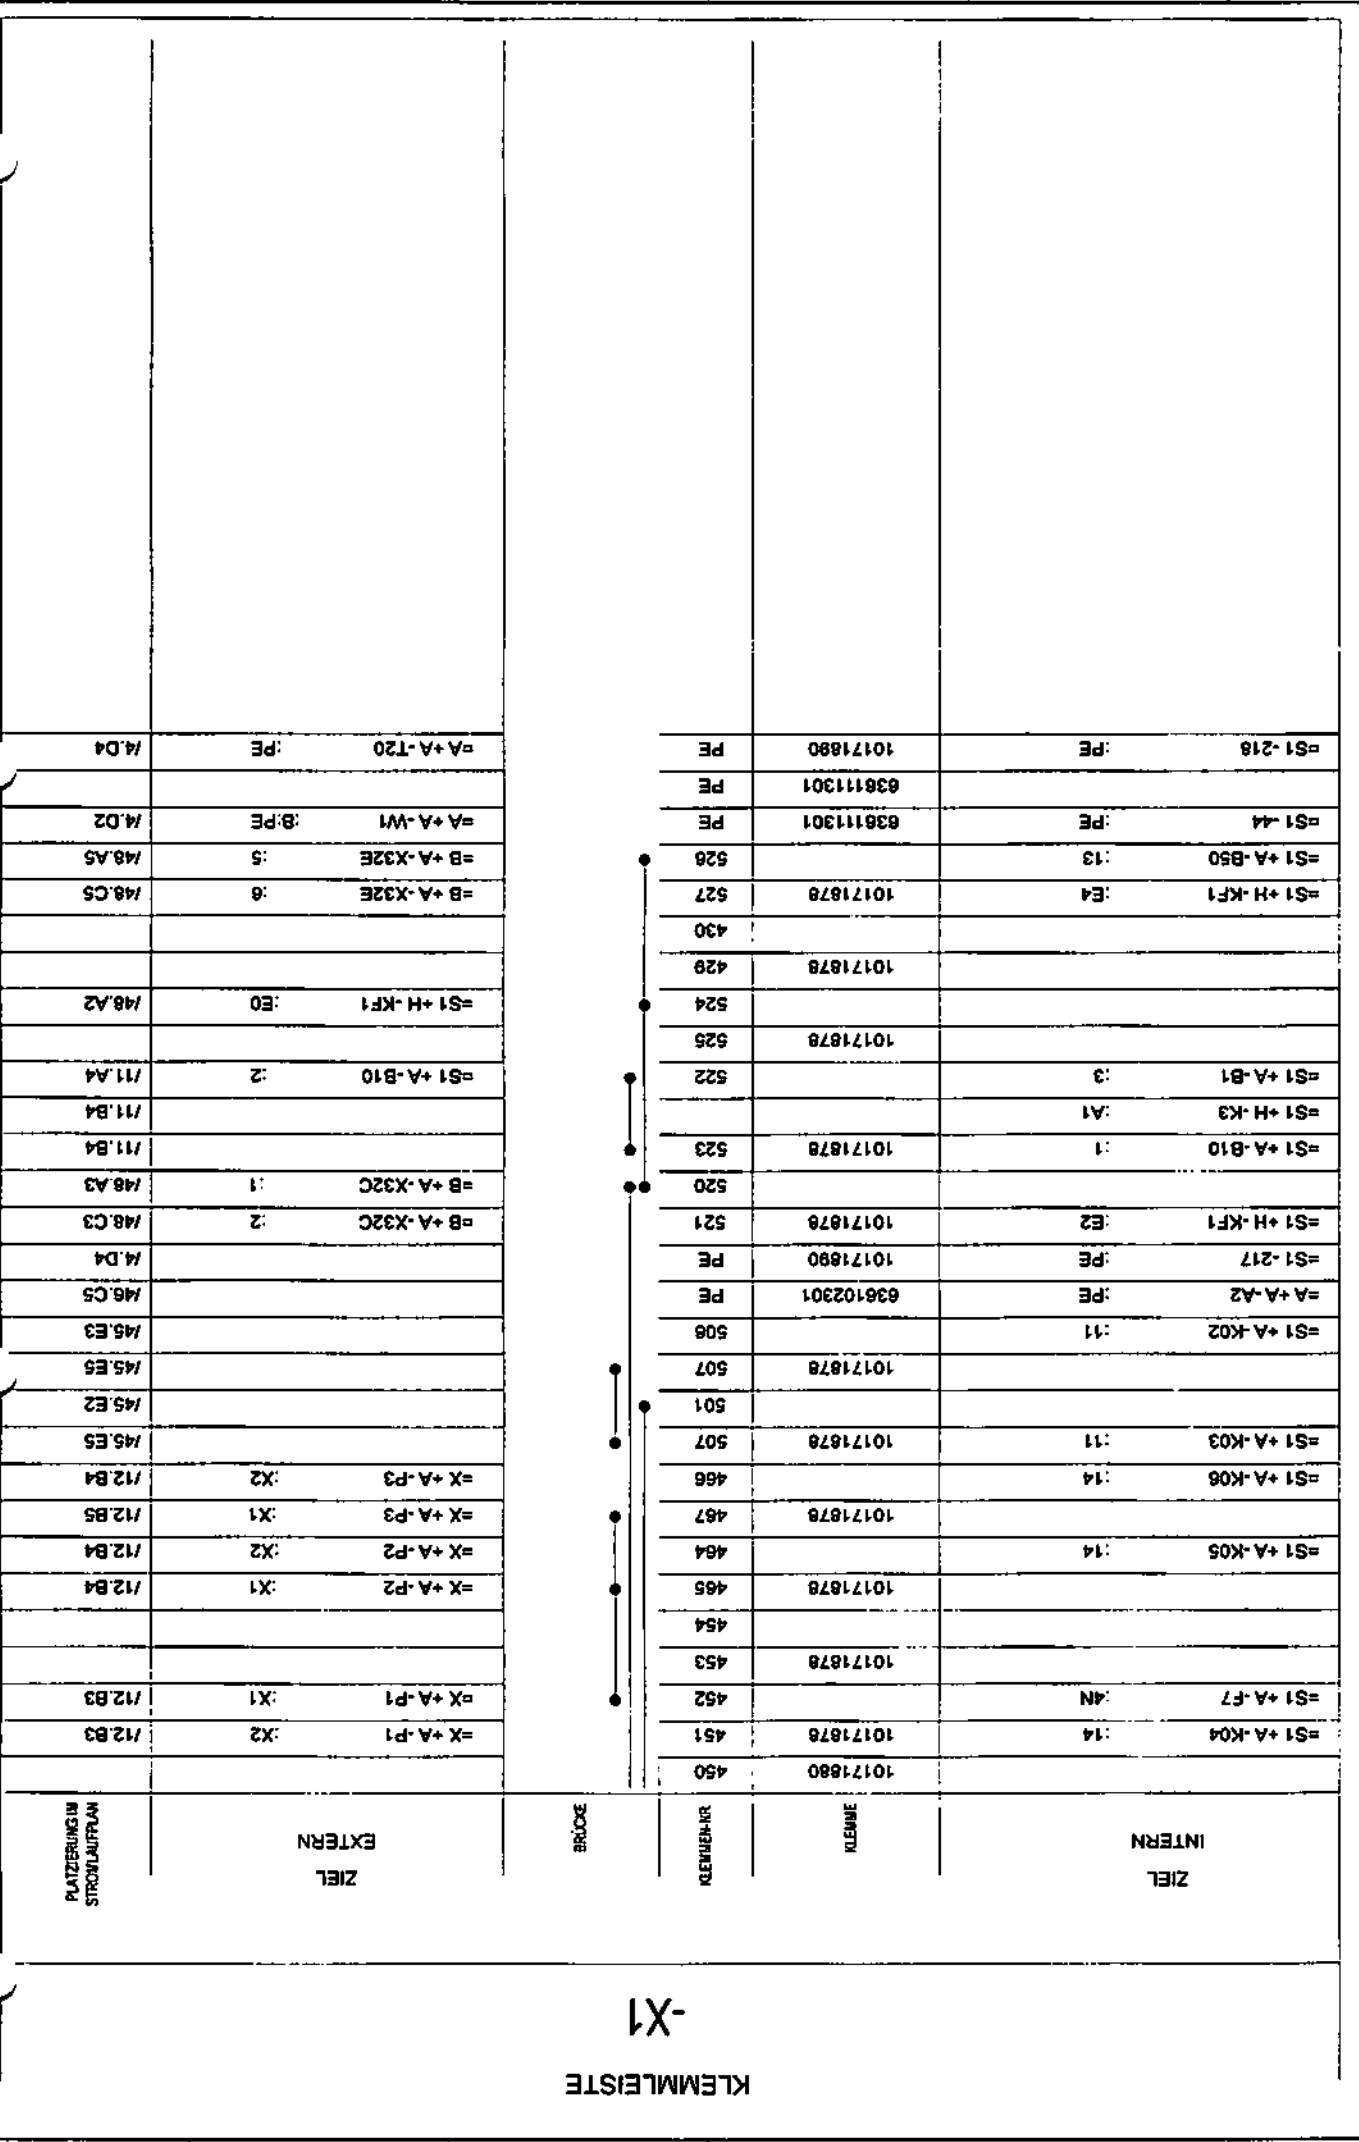 KLEMMLEISTE
-X1
ZIEL INTERN
KLEMME
KLEMMEN-NR
BRÜCKE
ZIEL EXTERN
PLATZIERUNG IM
STROMLAUFPLAN
10171880 450
=S1 +A -K04 :14 10171878 451 =X +A -P1 :X2 /12.B3
=S1 +A -F7 :4N 452 =X +A -P1 :X1 /12.B3
10171878 453
454
10171878 465 =X +A -P2 :X1 /12.B4
=S1 +A -K05 :14 464 =X +A -P2 :X2 /12.B4
10171878 467 =X +A -P3 :X1 /12.B5
=S1 +A -K06 :14 466 =X +A -P3 :X2 /12.B4
=S1 +A -K03 :11 10171878 507 /45.E5
501 /45.E2
10171878 507 /45.E5
=S1 +A -K02 :11 506 /45.E3
=A +A -A2 :PE 636102301 PE /46.C5
=S1 -217 :PE 10171890 PE /4.D4
=S1 +H -KF1 :E2 10171878 521 =B +A -X32C :2 /48.C3
520 =B +A -X32C :1 /48.A3
=S1 +A -B10 :1 10171878 523 /11.B4
=S1 +H -K3 :A1 /11.B4
=S1 +A -B1 :3 522 =S1 +A -B10 :2 /11.A4
10171878 525
524 =S1 +H -KF1 :E0 /48.A2
10171878 429
430
=S1 +H -KF1 :E4 10171878 527 =B +A -X32E :6 /48.C5
=S1 +A -B50 :13 526 =B +A -X32E :5 /48.A5
=S1 -44 :PE 636111301 PE =A +A -W1 :B:PE /4.D2
636111301 PE
=S1 -218 :PE 10171890 PE =A +A -T20 :PE /4.D4